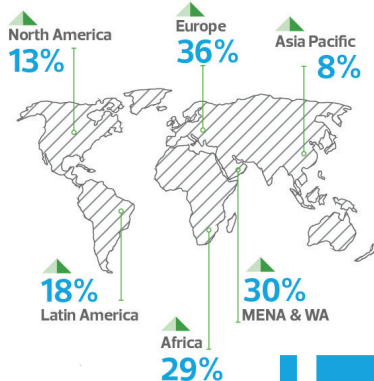 North America
13%
Europe
36%
Asia Pacific
8%
18%
Latin America
30%
MENA & WA
Africa
29%